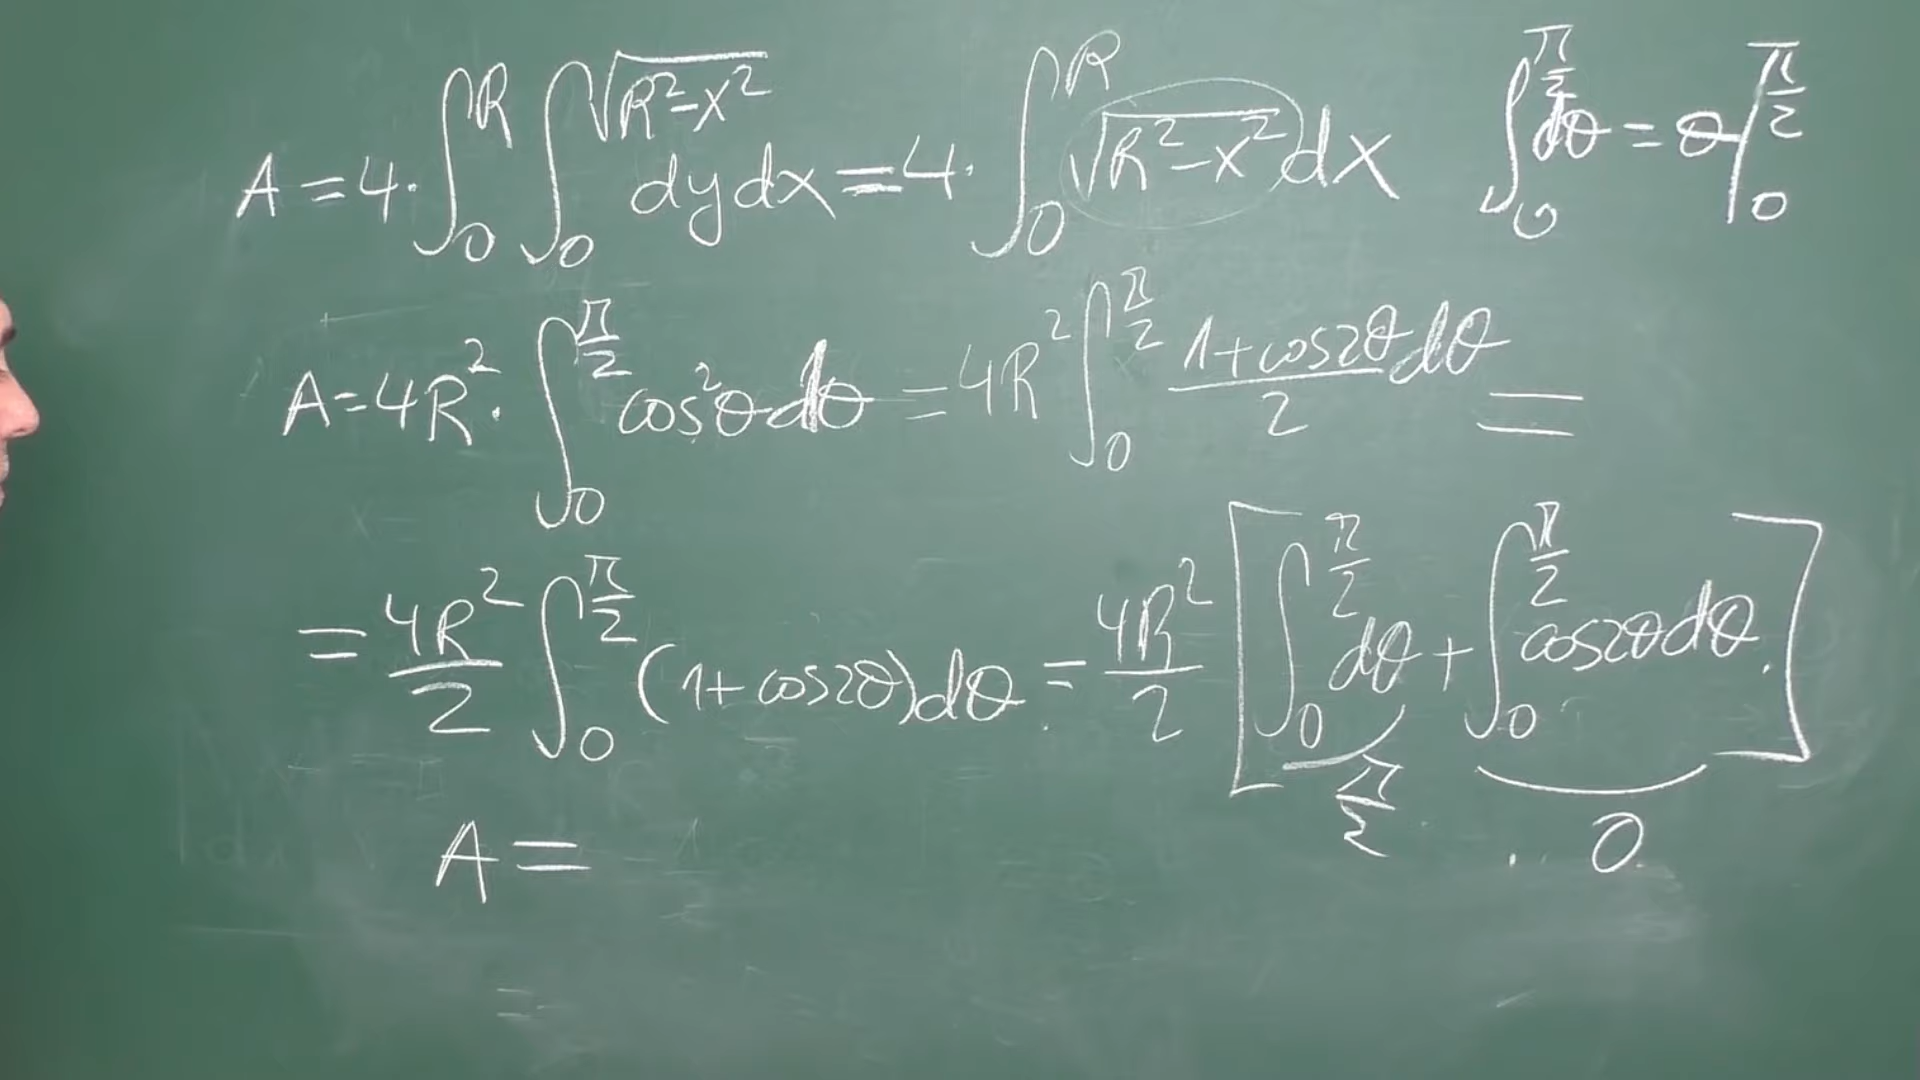 A = 4 · ∫₀^R ∫₀^√(R²-x²) dy dx = 4 · ∫₀^R √(R²-x²) dx
∫₀^(π/2) dθ = θ |₀^(π/2)
A = 4R² · ∫₀^(π/2) cos²θ dθ = 4R² ∫₀^(π/2) (1+cos2θ)/2 dθ =
= 4R²/2 ∫₀^(π/2) (1+cos2θ) dθ = 4R²/2 [∫₀^(π/2) dθ + ∫₀^(π/2) cos2θ dθ]
π/2 0
A =